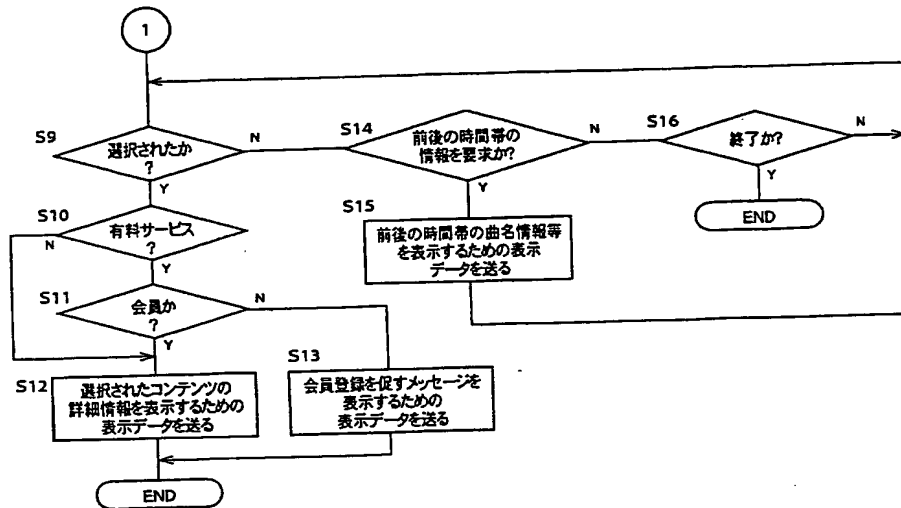 1
S9
選択されたか
?
N
Y
S14
前後の時間帯の
情報を要求か?
N
Y
S16
終了か?
N
Y
END
S10
有料サービス
?
N
Y
S15
前後の時間帯の曲名情報等
を表示するための表示
データを送る
S11
会員か
?
N
Y
S12
選択されたコンテンツの
詳細情報を表示するための
表示データを送る
S13
会員登録を促すメッセージを
表示するための
表示データを送る
END